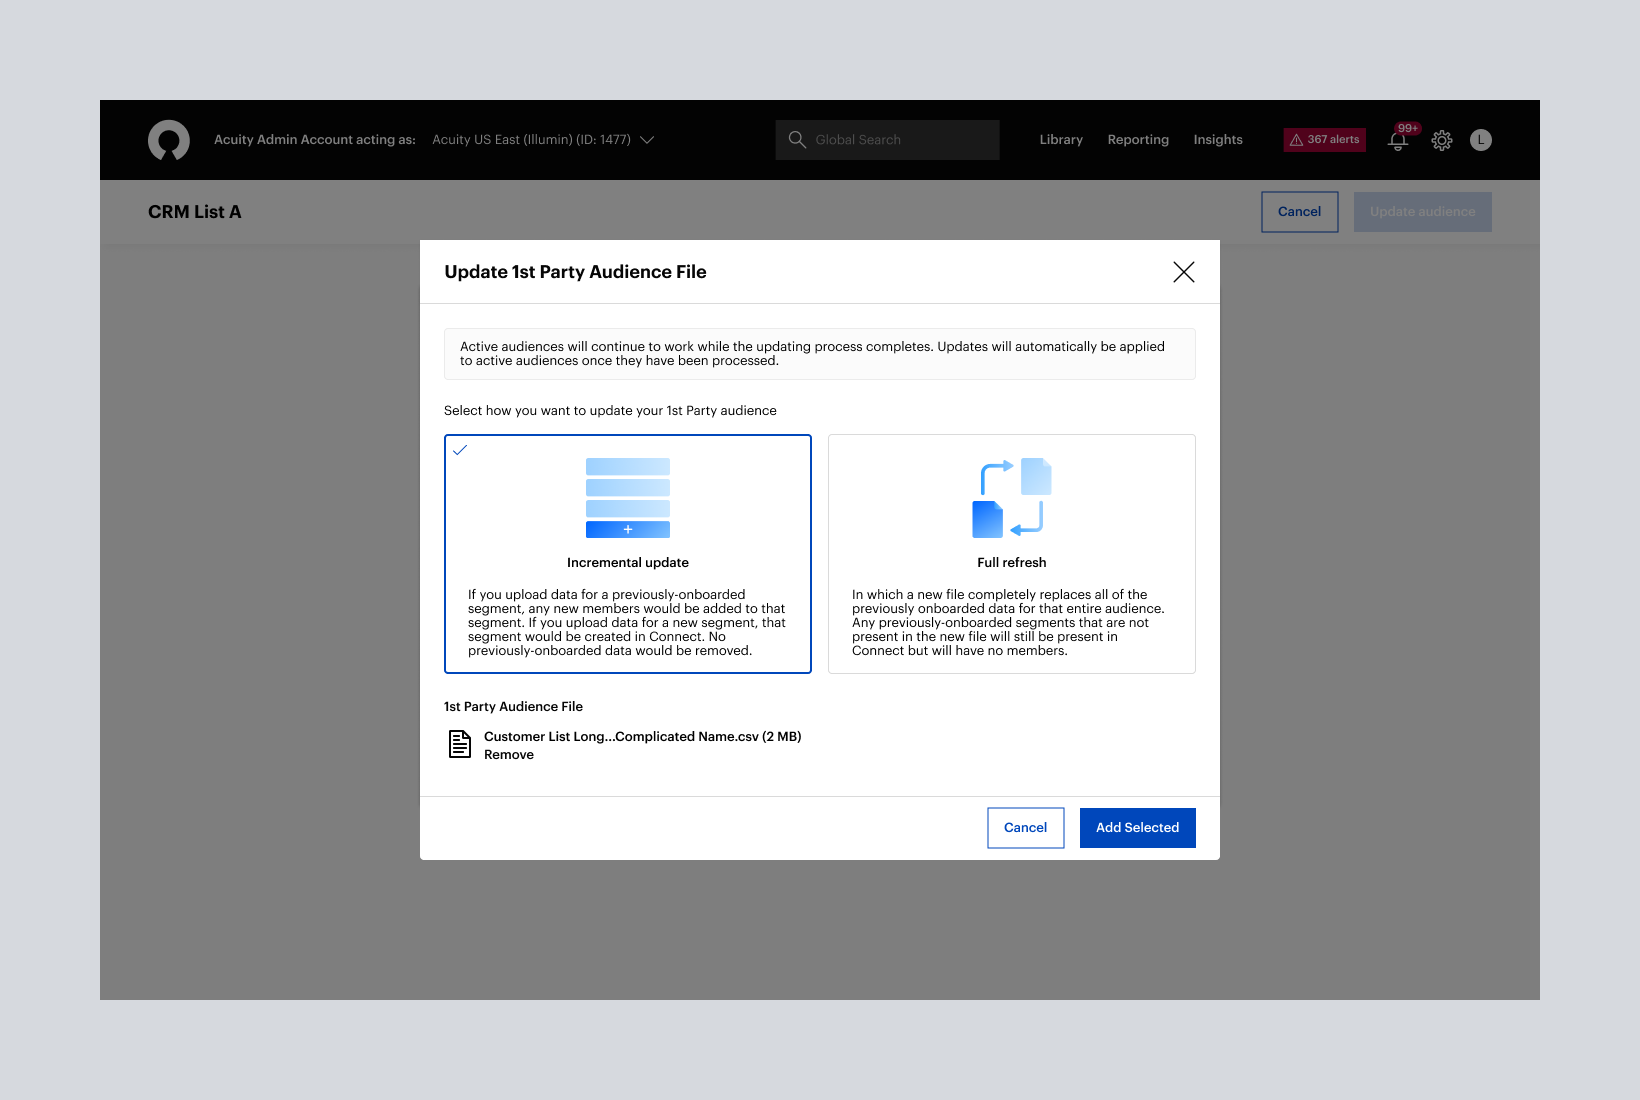 Acuity Admin Account acting as: Acuity US East (Illumin) (ID: 1477)
Global Search
Library Reporting Insights
367 alerts
99+
L
CRM List A
Cancel
Update audience
Update 1st Party Audience File
Active audiences will continue to work while the updating process completes. Updates will automatically be applied
to active audiences once they have been processed.
Select how you want to update your 1st Party audience
Incremental update
If you upload data for a previously-onboarded
segment, any new members would be added to that
segment. If you upload data for a new segment, that
segment would be created in Connect. No
previously-onboarded data would be removed.
Full refresh
In which a new file completely replaces all of the
previously onboarded data for that entire audience.
Any previously-onboarded segments that are not
present in the new file will still be present in
Connect but will have no members.
1st Party Audience File
Customer List Long...Complicated Name.csv (2 MB)
Remove
Cancel
Add Selected